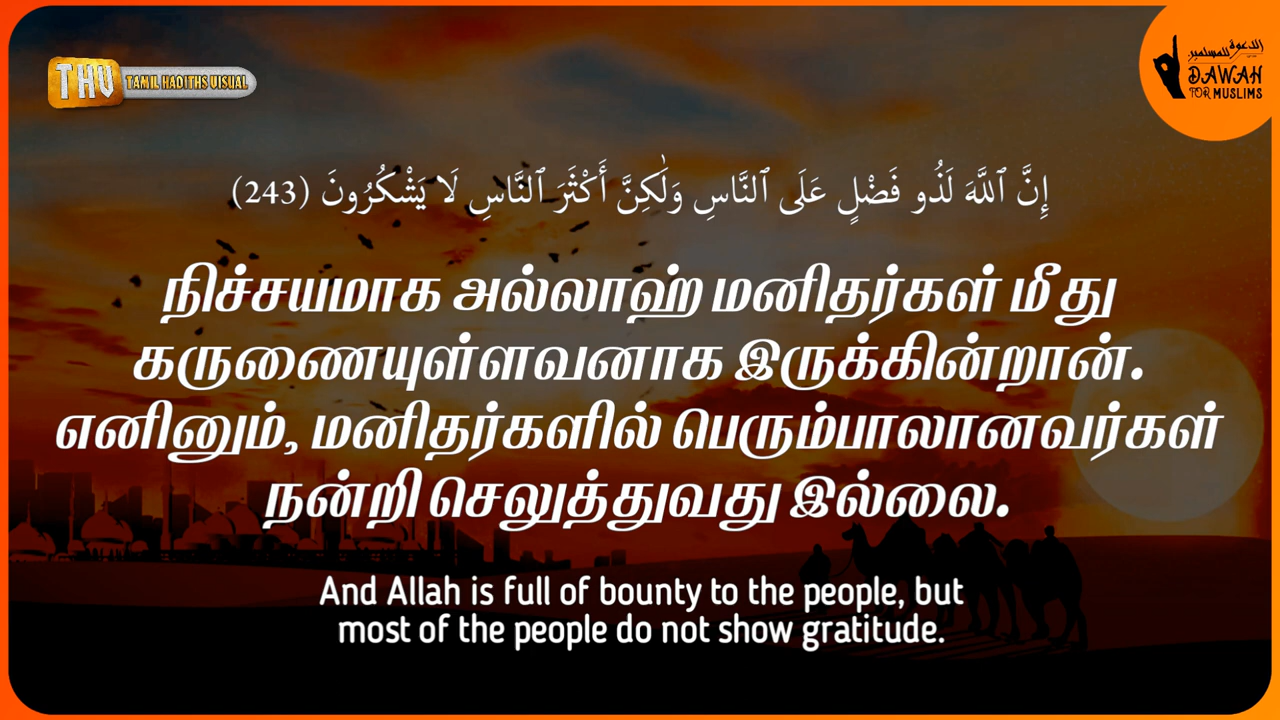 THV TAMIL HADITHS VISUAL
الدعوة للمسلمين
DAWAH
FOR MUSLIMS
إِنَّ ٱللَّهَ لَذُو فَضْلٍ عَلَى ٱلنَّاسِ وَلَٰكِنَّ أَكْثَرَ ٱلنَّاسِ لَا يَشْكُرُونَ (243)
நிச்சயமாக அல்லாஹ் மனிதர்கள் மீது
கருணையுள்ளவனாக இருக்கின்றான்.
எனினும், மனிதர்களில் பெரும்பாலானவர்கள்
நன்றி செலுத்துவது இல்லை.
And Allah is full of bounty to the people, but
most of the people do not show gratitude.